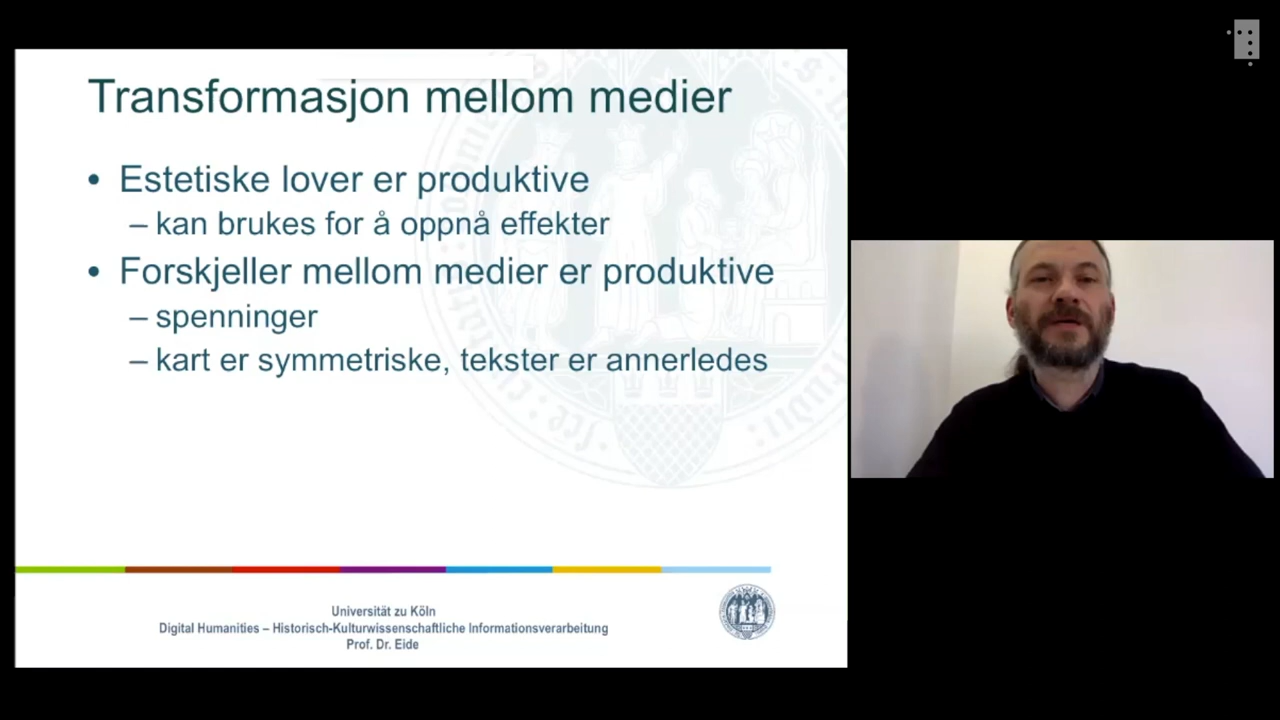 Transformasjon mellom medier
• Estetiske lover er produktive
– kan brukes for å oppnå effekter
• Forskjeller mellom medier er produktive
– spenninger
– kart er symmetriske, tekster er annerledes
Universität zu Köln
Digital Humanities – Historisch-Kulturwissenschaftliche Informationsverarbeitung
Prof. Dr. Eide